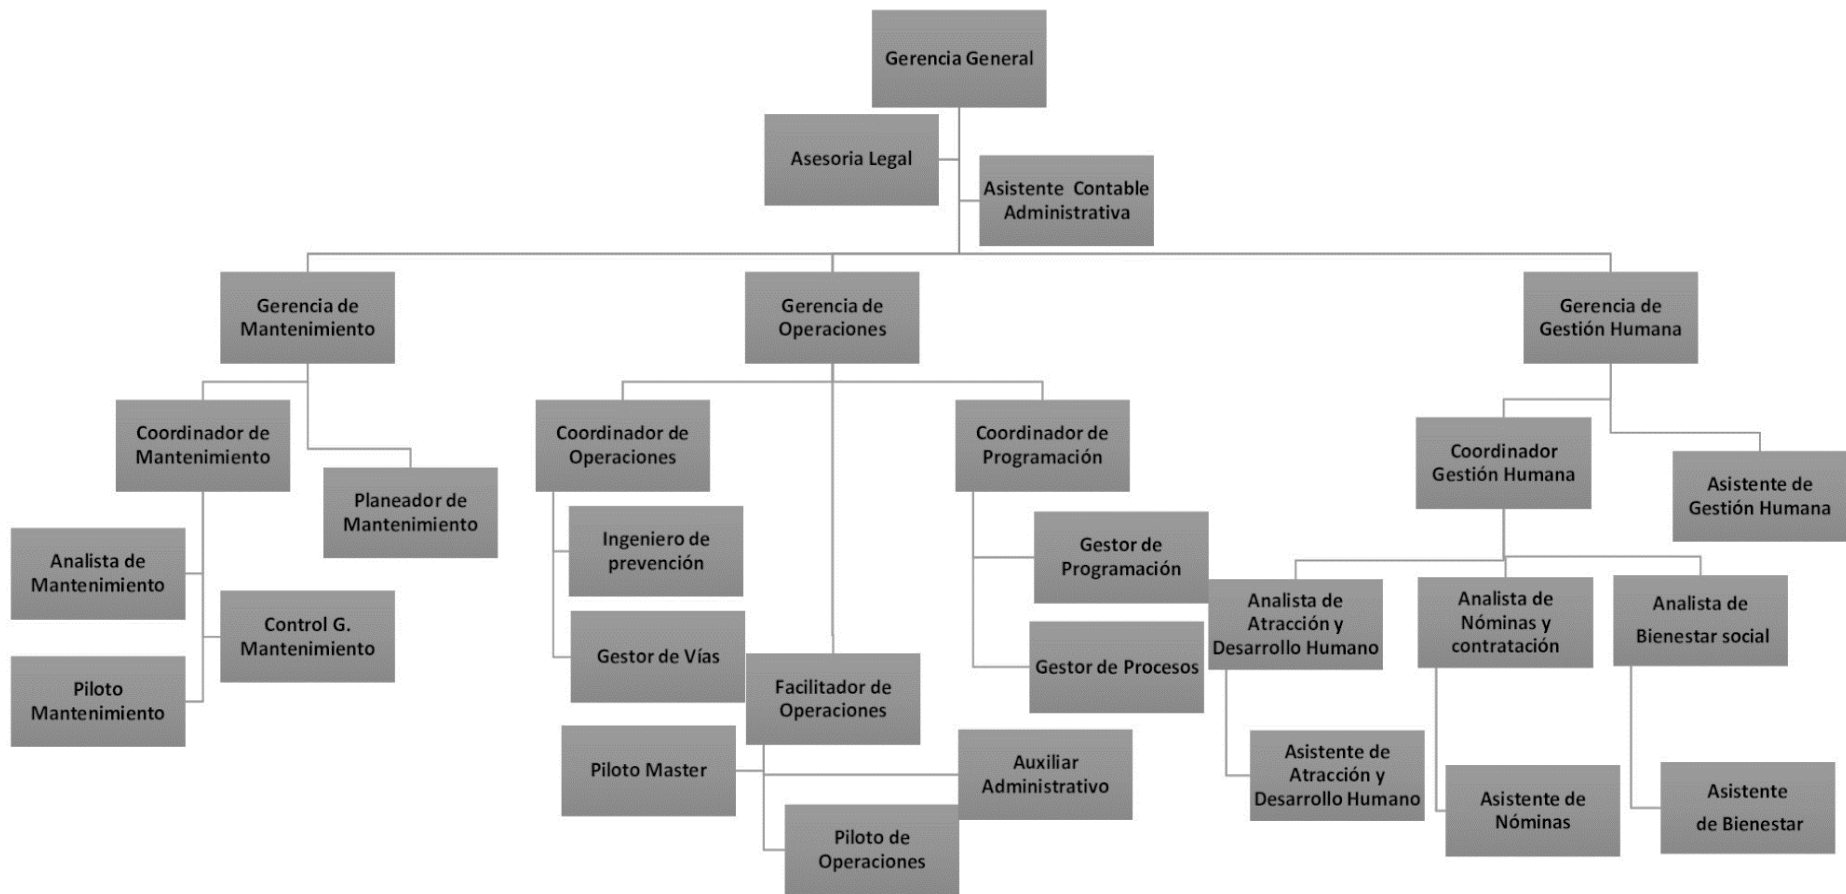 Gerencia General
Asesoria Legal
Asistente Contable
Administrativa
Gerencia de
Mantenimiento
Gerencia de
Operaciones
Gerencia de
Gestión Humana
Coordinador de
Mantenimiento
Planeador de
Mantenimiento
Analista de
Mantenimiento
Control G.
Mantenimiento
Piloto
Mantenimiento
Coordinador de
Operaciones
Ingeniero de
prevención
Gestor de Vías
Facilitador de
Operaciones
Piloto Master
Auxiliar
Administrativo
Piloto de
Operaciones
Coordinador de
Programación
Gestor de
Programación
Gestor de Procesos
Coordinador
Gestión Humana
Asistente de
Gestión Humana
Analista de
Atracción y
Desarrollo Humano
Analista de
Nóminas y
contratación
Analista de
Bienestar social
Asistente de
Atracción y
Desarrollo Humano
Asistente de
Nóminas
Asistente
de Bienestar